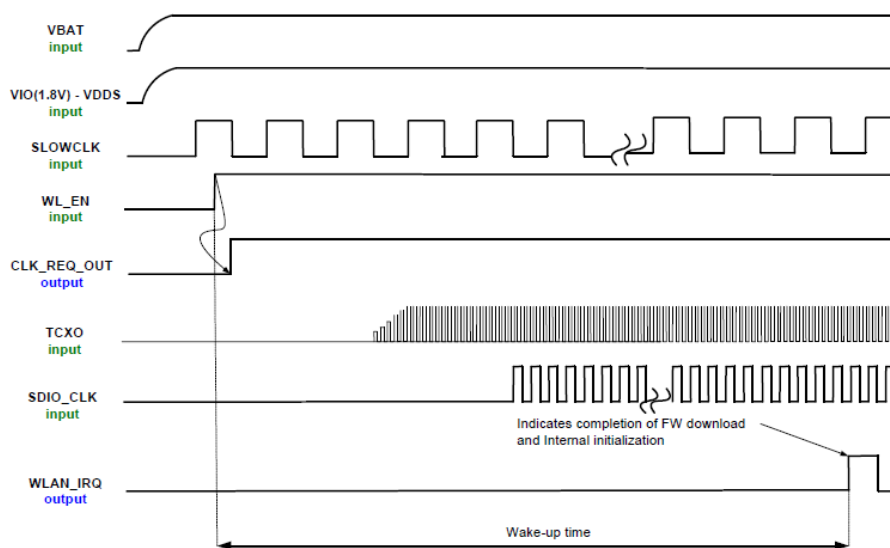 VBAT
input
VIO(1.8V) - VDDS
input
SLOWCLK
input
WL_EN
input
CLK_REQ_OUT
output
TCXO
input
SDIO_CLK
input
Indicates completion of FW download
and Internal initialization
WLAN_IRQ
output
Wake-up time